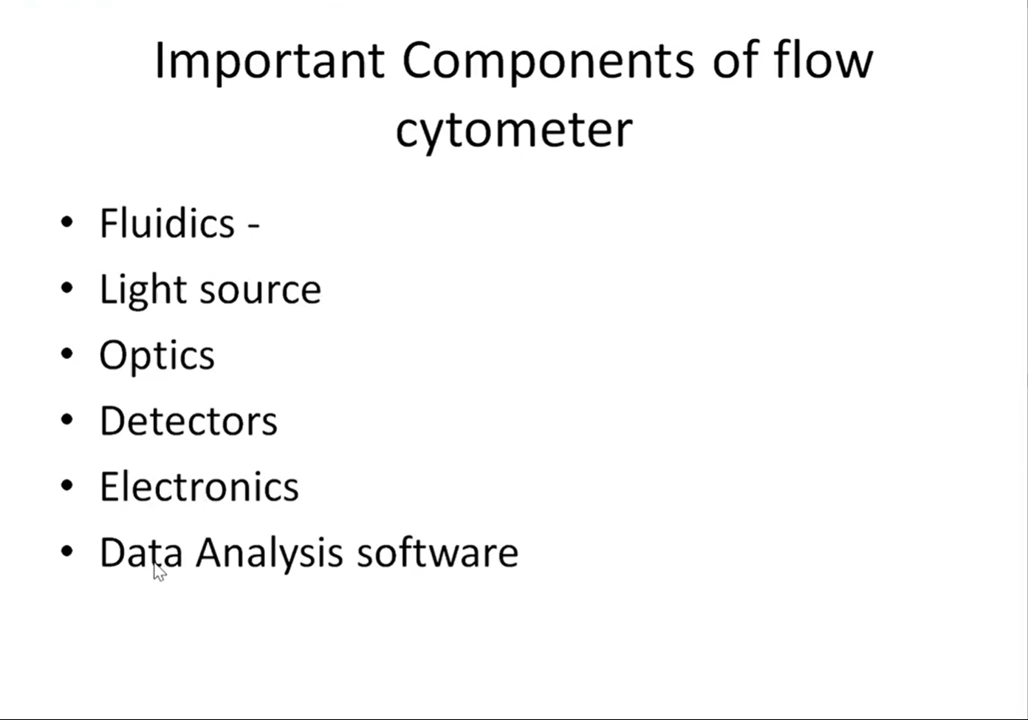 Important Components of flow
cytometer
• Fluidics -
• Light source
• Optics
• Detectors
• Electronics
• Data Analysis software